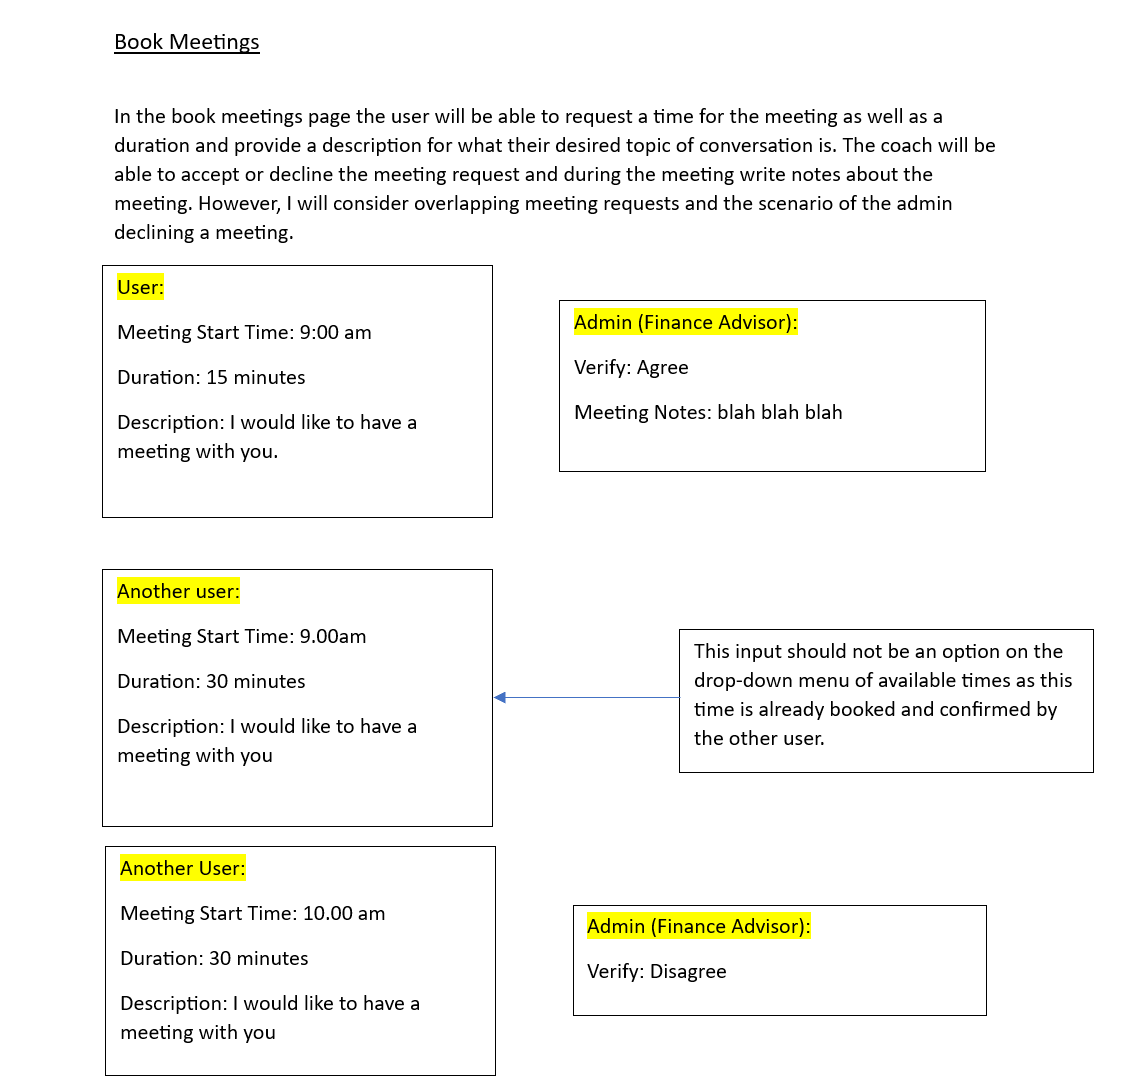 Book Meetings
In the book meetings page the user will be able to request a time for the meeting as well as a
duration and provide a description for what their desired topic of conversation is. The coach will be
able to accept or decline the meeting request and during the meeting write notes about the
meeting. However, I will consider overlapping meeting requests and the scenario of the admin
declining a meeting.
User:
Meeting Start Time: 9:00 am
Duration: 15 minutes
Description: I would like to have a
meeting with you.
Admin (Finance Advisor):
Verify: Agree
Meeting Notes: blah blah blah
Another user:
Meeting Start Time: 9.00am
Duration: 30 minutes
Description: I would like to have a
meeting with you
This input should not be an option on the
drop-down menu of available times as this
time is already booked and confirmed by
the other user.
Another User:
Meeting Start Time: 10.00 am
Duration: 30 minutes
Description: I would like to have a
meeting with you
Admin (Finance Advisor):
Verify: Disagree